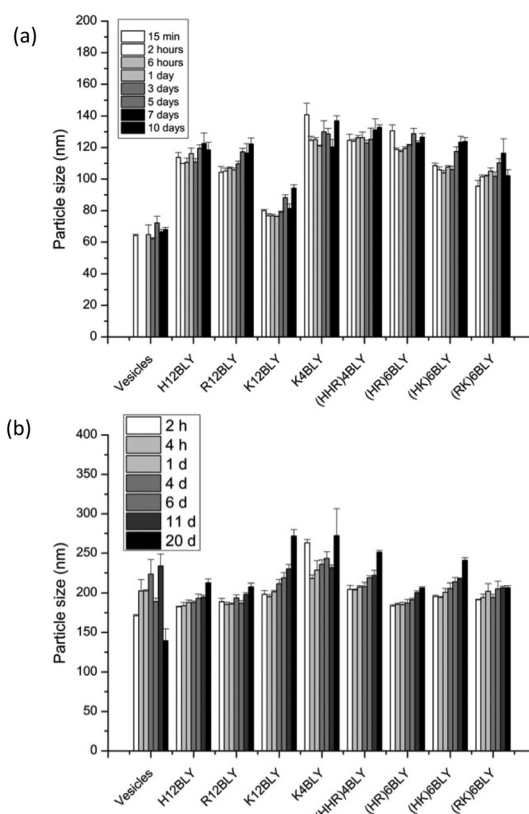 (a)
200
180
160
140
120
100
80
60
40
20
0
Particle size (nm)
15 min
2 hours
6 hours
1 day
3 days
5 days
7 days
10 days
Vesicles
H12BLY
R12BLY
K12BLY
K4BLY
(HHR)4BLY
(HR)6BLY
(HK)6BLY
(RK)6BLY
(b)
400
350
300
250
200
150
100
50
0
Particle size (nm)
2 h
4 h
1 d
4 d
6 d
11 d
20 d
Vesicles
H12BLY
R12BLY
K12BLY
K4BLY
(HHR)4BLY
(HR)6BLY
(HK)6BLY
(RK)6BLY